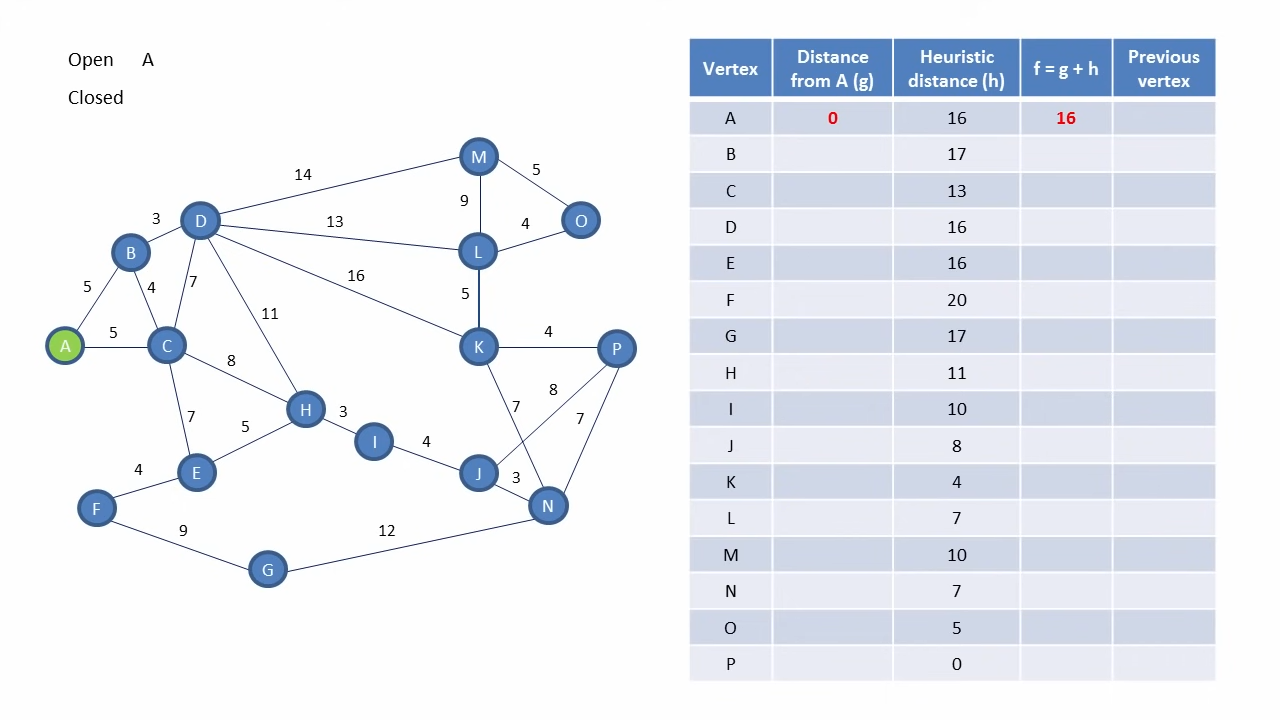 Open A
Closed
Vertex Distance from A (g) Heuristic distance (h) f = g + h Previous vertex
A 0 16 16
B 17
C 13
D 16
E 16
F 20
G 17
H 11
I 10
J 8
K 4
L 7
M 10
N 7
O 5
P 0
M
14 5
9
D 13 4 O
3
B L
7 16
5 4 5
11
A 5 C K 4 P
8
8
7 H 3 7 7
5 I 4
4 E J 3
F N
9 12
G